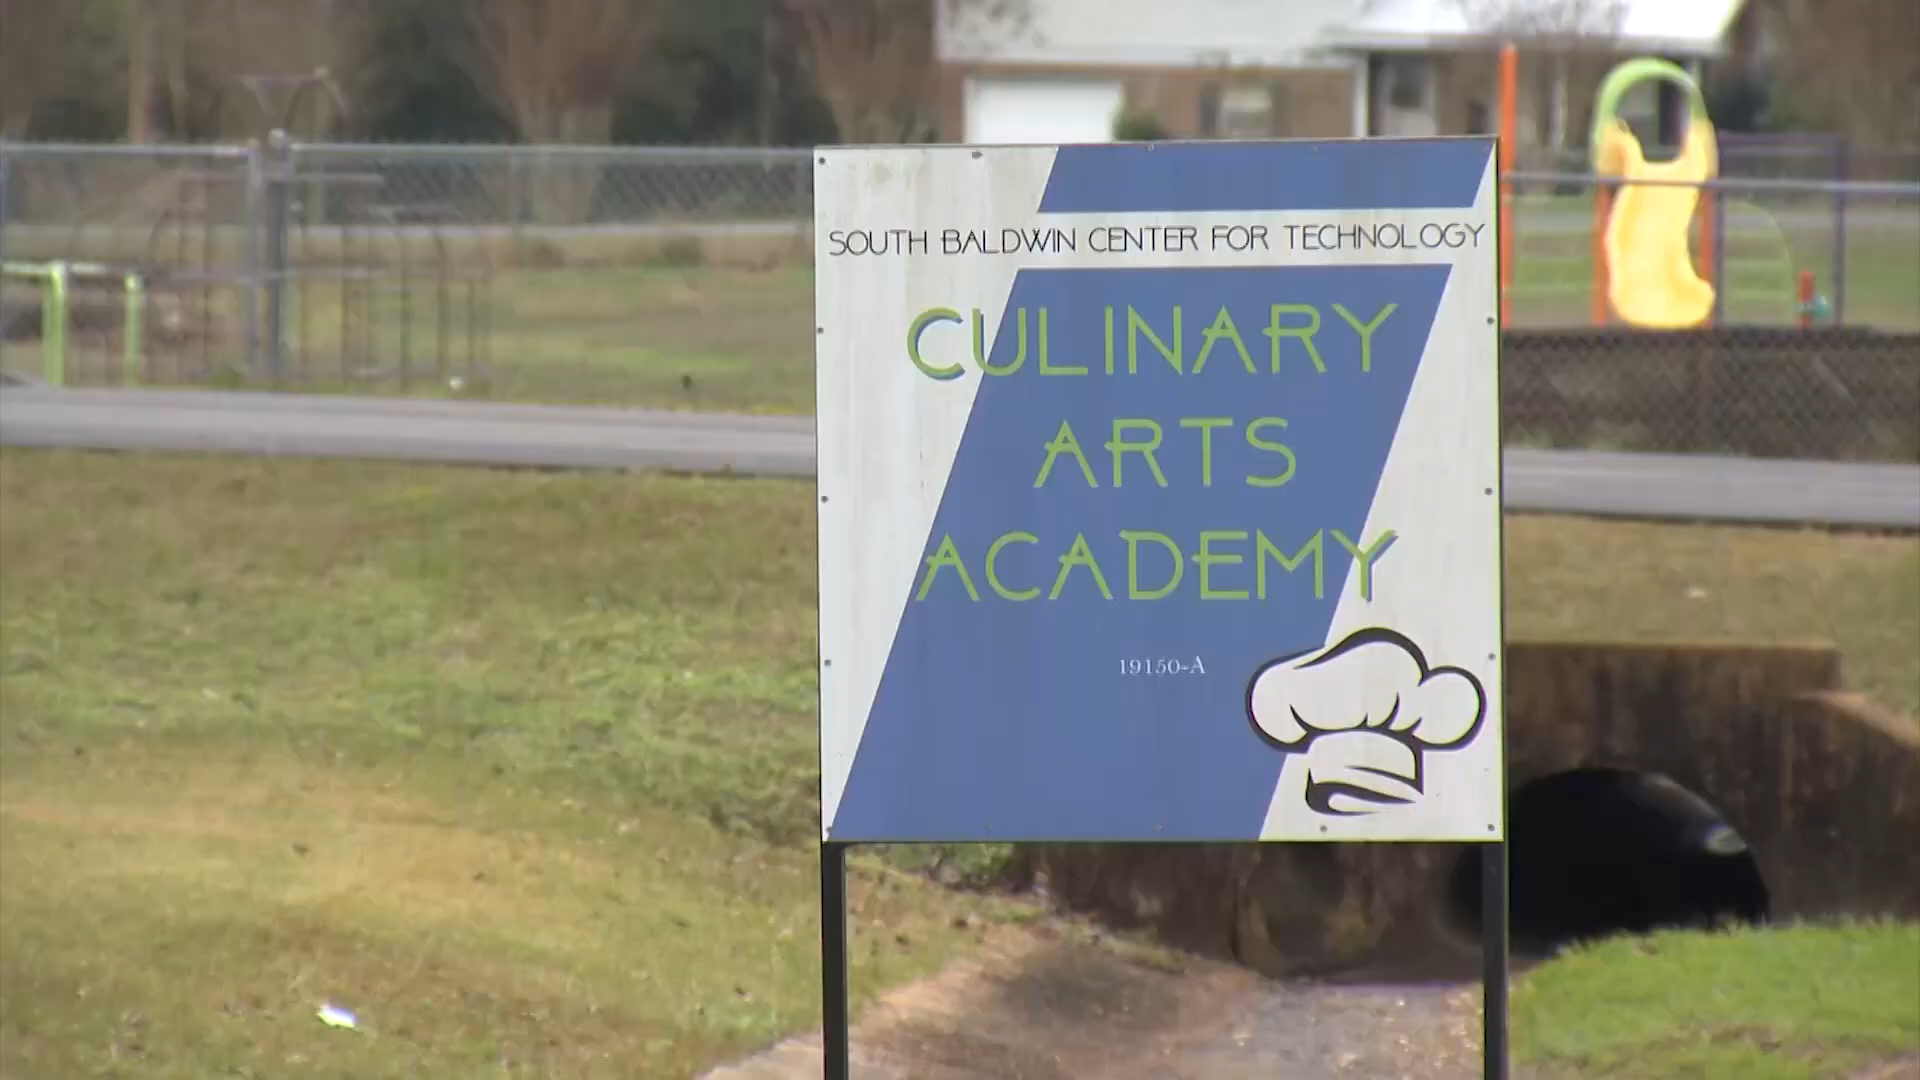 SOUTH BALDWIN CENTER FOR TECHNOLOGY
CULINARY
ARTS
ACADEMY
19150-A